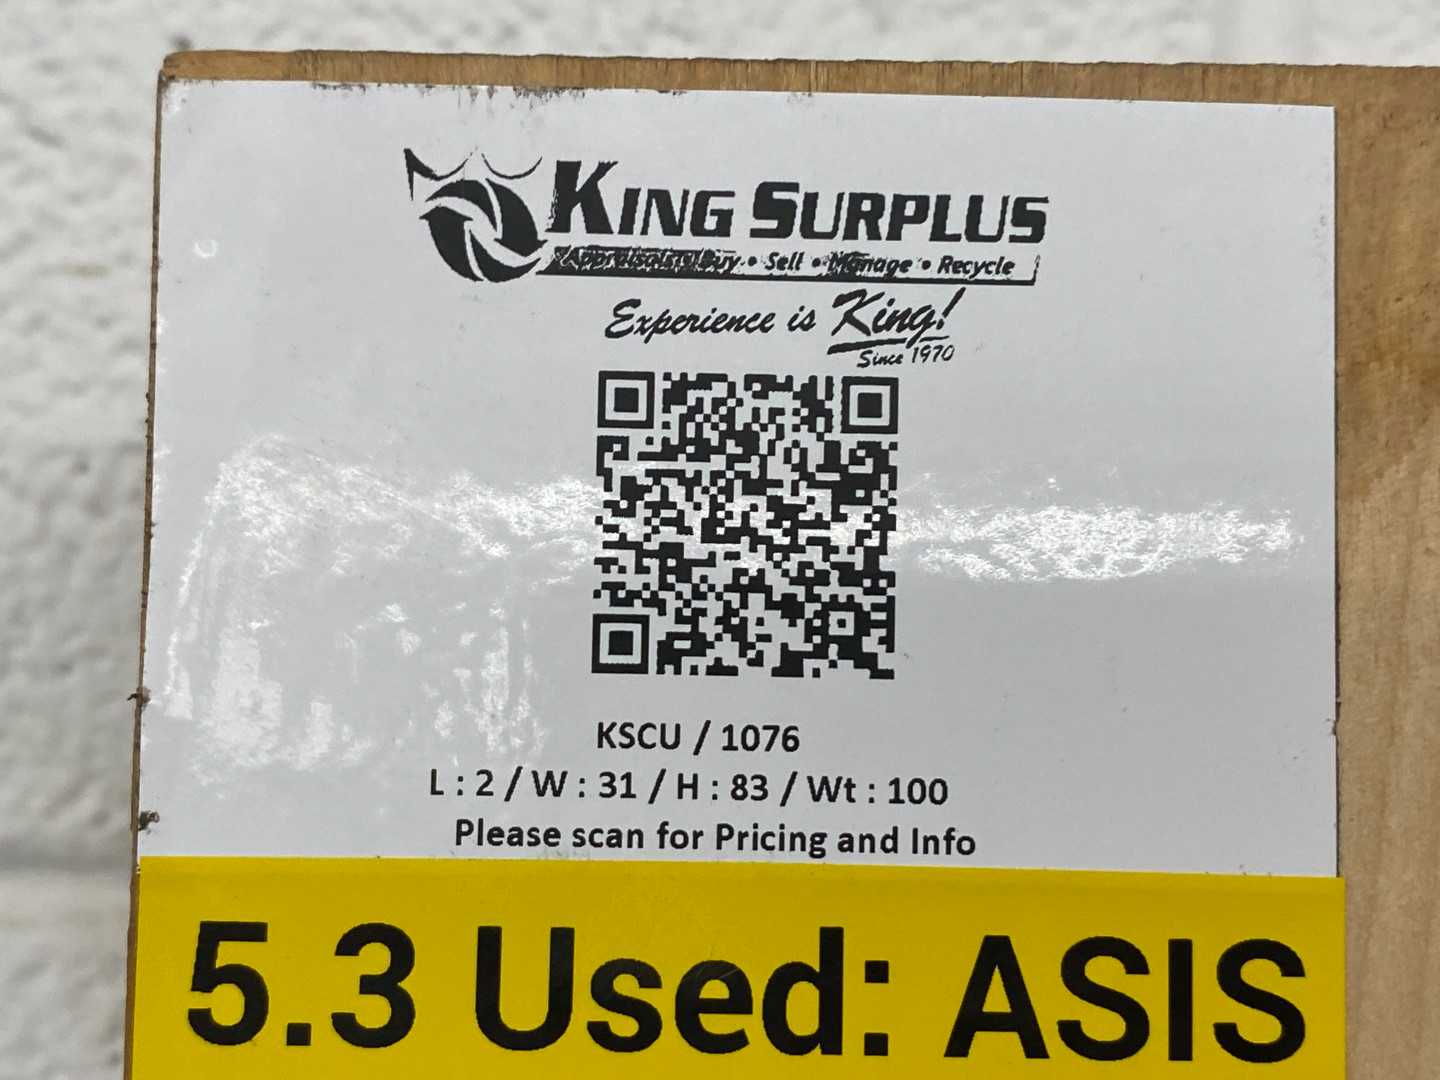 KING SURPLUS
Appraisals • Buy • Sell • Manage • Recycle
Experience is King!
Since 1970
KSCU / 1076
L : 2 / W : 31 / H : 83 / Wt : 100
Please scan for Pricing and Info
5.3 Used: ASIS